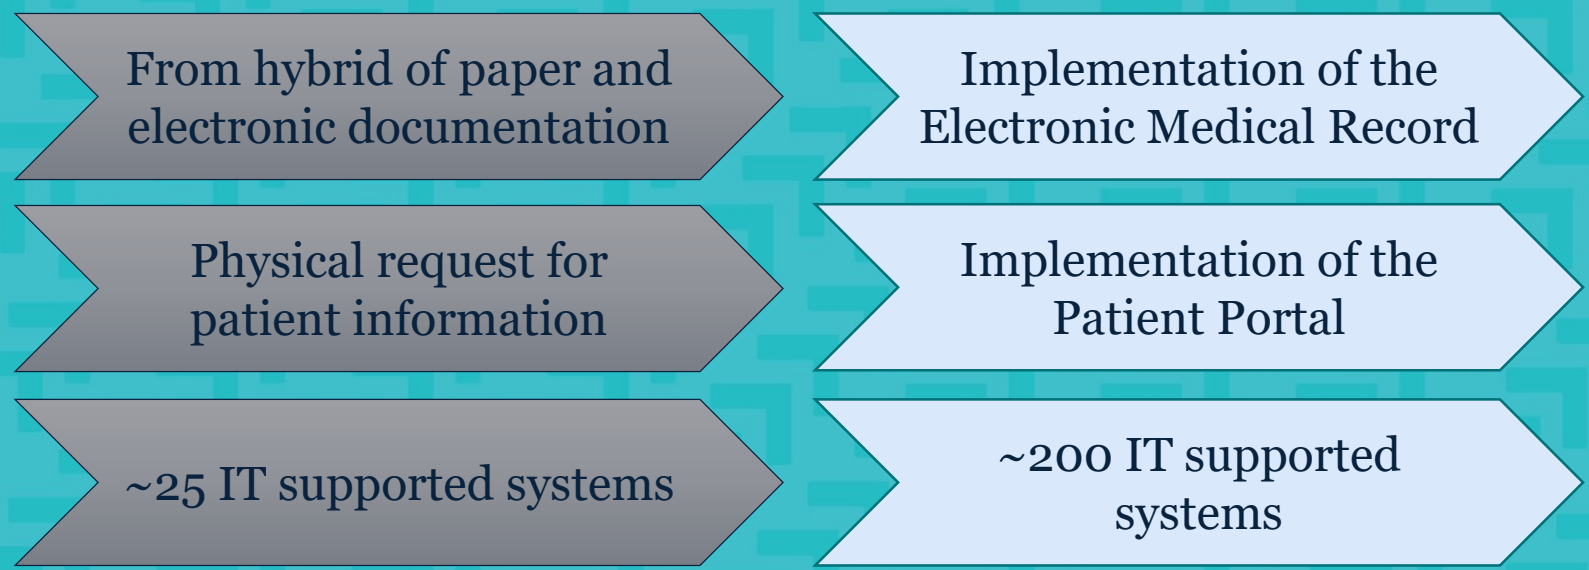 From hybrid of paper and
electronic documentation
Implementation of the
Electronic Medical Record
Physical request for
patient information
Implementation of the
Patient Portal
~25 IT supported systems
~200 IT supported
systems